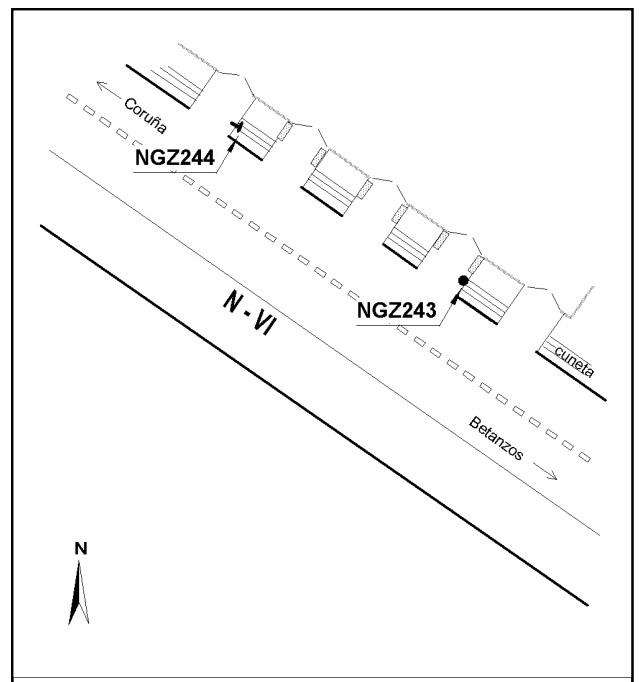 Coruña
NGZ244
N - VI
NGZ243
cuneta
Betanzos
N